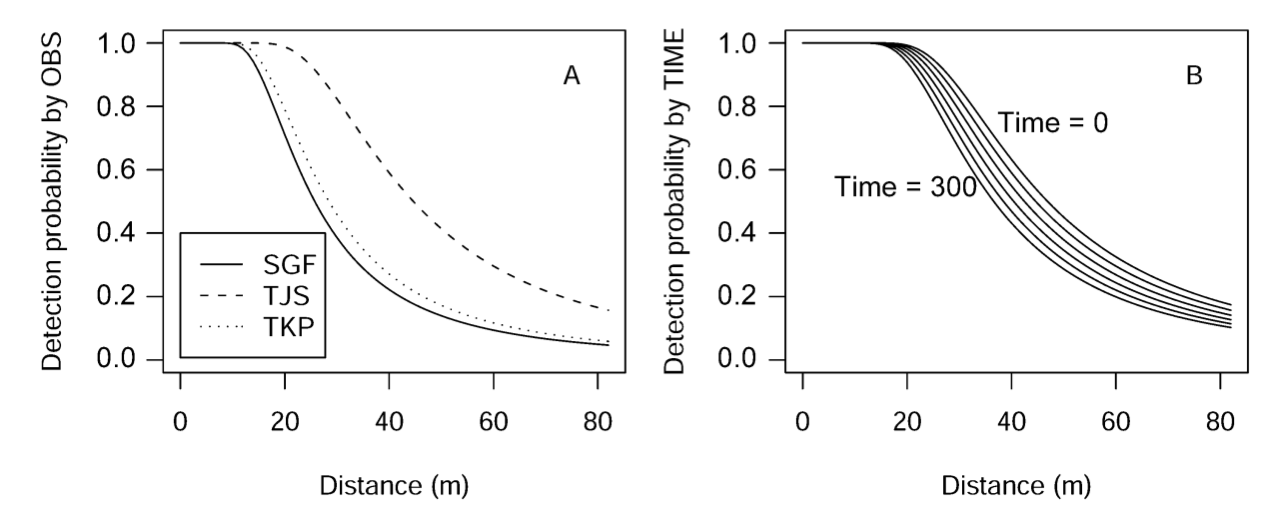 Detection probability by OBS
1.0
0.8
0.6
0.4
0.2
0.0
A
SGF
TJS
TKP
0 20 40 60 80
Distance (m)
Detection probability by TIME
1.0
0.8
0.6
0.4
0.2
0.0
B
Time = 0
Time = 300
0 20 40 60 80
Distance (m)